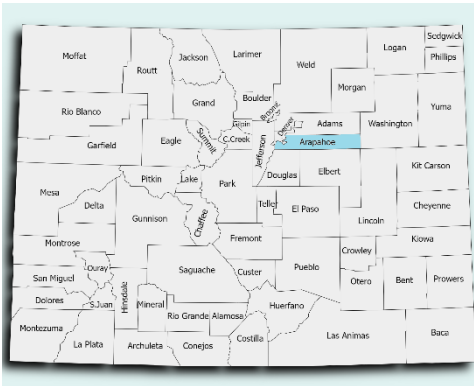 Moffat
Routt
Jackson
Larimer
Weld
Logan
Sedgwick
Phillips
Morgan
Yuma
Washington
Rio Blanco
Grand
Boulder
Broomf.
Gilpin
C.Creek
Denver
Adams
Arapahoe
Garfield
Eagle
Summit
Jefferson
Kit Carson
Mesa
Pitkin
Lake
Park
Douglas
Elbert
Delta
Gunnison
Chaffee
Teller
El Paso
Lincoln
Cheyenne
Kiowa
Montrose
Fremont
Crowley
Ouray
San Miguel
Saguache
Custer
Pueblo
Otero
Bent
Prowers
Dolores
S.Juan
Hinsdale
Mineral
Rio Grande
Alamosa
Huerfano
Montezuma
La Plata
Archuleta
Conejos
Costilla
Las Animas
Baca